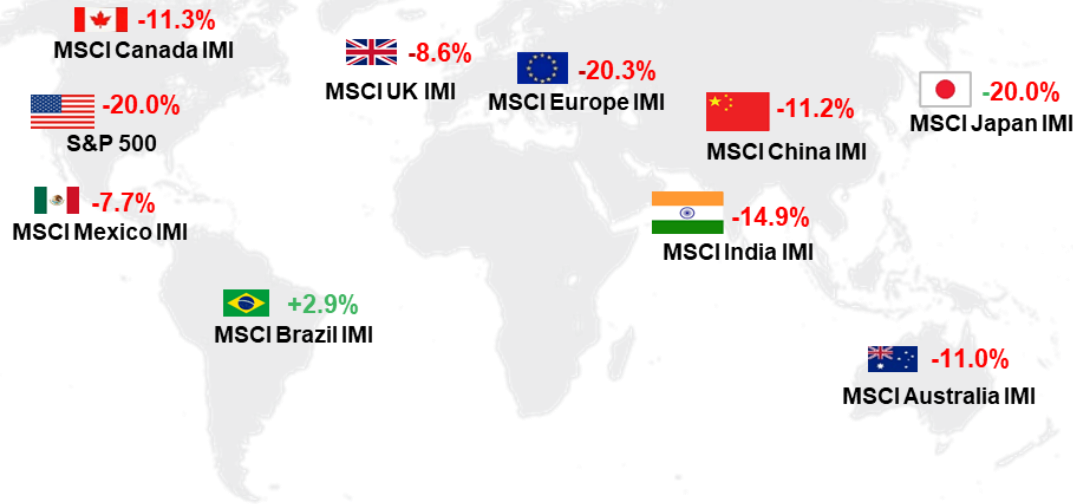 -11.3%
MSCI Canada IMI
-8.6%
MSCI UK IMI
-20.3%
MSCI Europe IMI
-20.0%
MSCI Japan IMI
-20.0%
S&P 500
-11.2%
MSCI China IMI
-7.7%
MSCI Mexico IMI
-14.9%
MSCI India IMI
+2.9%
MSCI Brazil IMI
-11.0%
MSCI Australia IMI